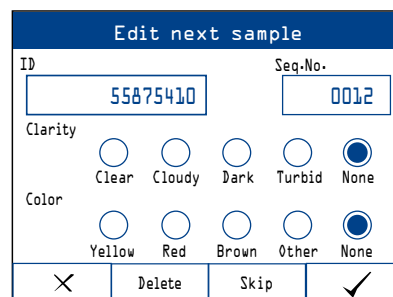 Edit next sample
ID Seq.No.
55875410 0012
Clarity
Clear Cloudy Dark Turbid None
Color
Yellow Red Brown Other None
Delete Skip